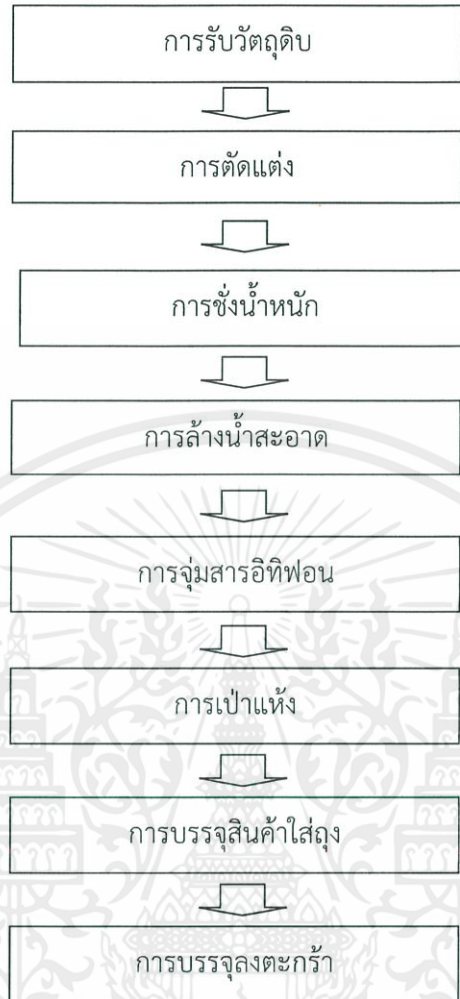 การรับวัตถุดิบ
การตัดแต่ง
การชั่งน้ำหนัก
การล้างน้ำสะอาด
การจุ่มสารอิทิฟอน
การเป่าแห้ง
การบรรจุสินค้าใส่ถุง
การบรรจุลงตะกร้า